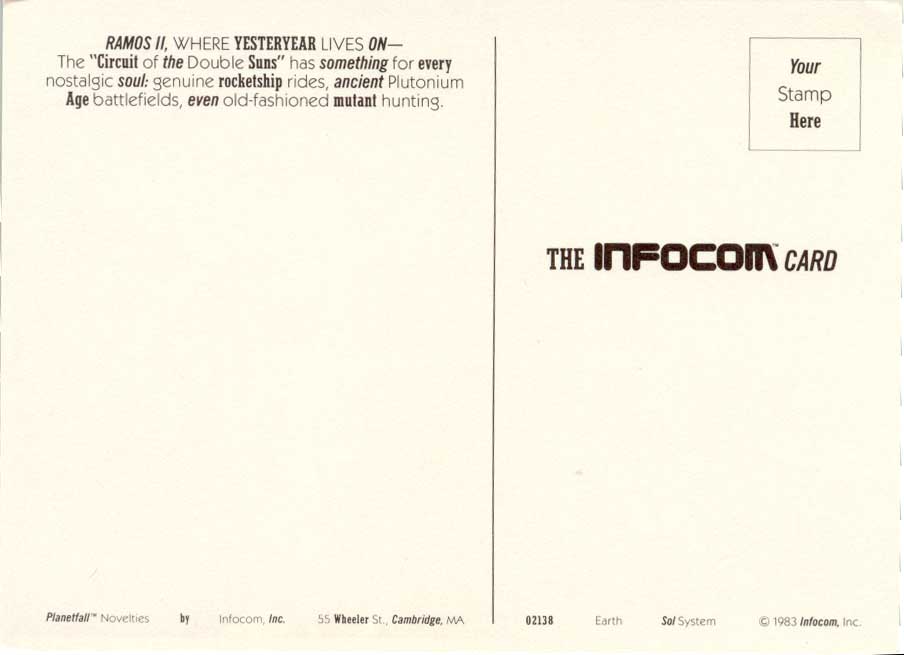 RAMOS II, WHERE YESTERYEAR LIVES ON—
The "Circuit of the Double Suns" has something for every
nostalgic soul: genuine rocketship rides, ancient Plutonium
Age battlefields, even old-fashioned mutant hunting.
Your
Stamp
Here
THE INFOCOM™ CARD
Planetfall™ Novelties by Infocom, Inc. 55 Wheeler St., Cambridge, MA 02138 Earth Sol System © 1983 Infocom, Inc.